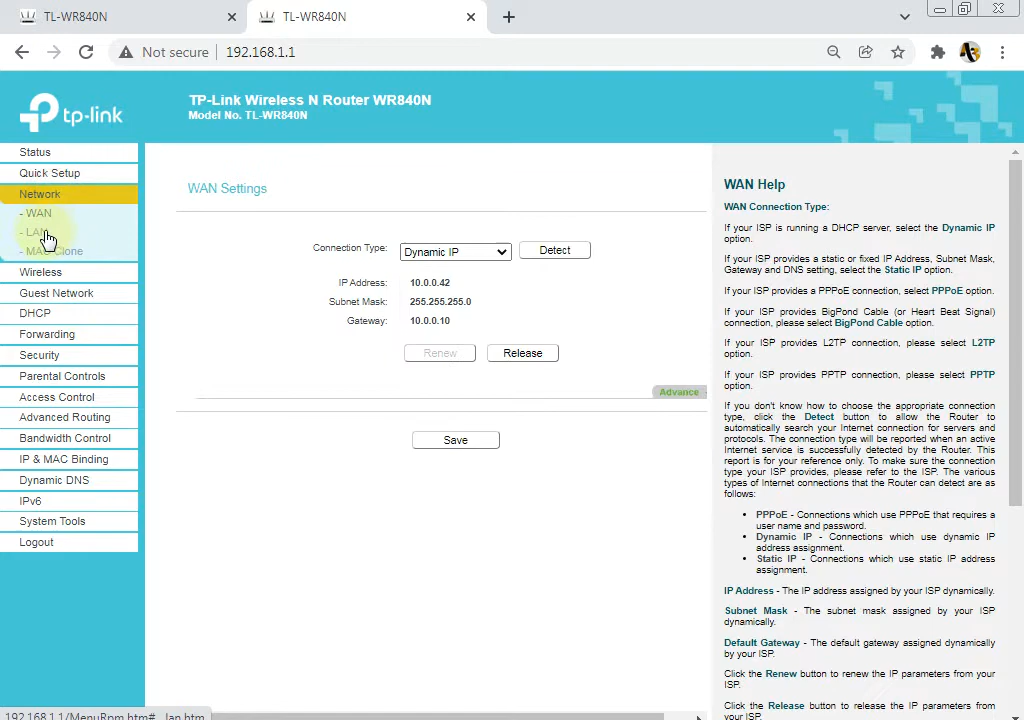 TL-WR840N
TL-WR840N
Not secure
192.168.1.1
tp-link
TP-Link Wireless N Router WR840N
Model No. TL-WR840N
Status
Quick Setup
Network
- WAN
- LAN
- MAC Clone
Wireless
Guest Network
DHCP
Forwarding
Security
Parental Controls
Access Control
Advanced Routing
Bandwidth Control
IP & MAC Binding
Dynamic DNS
IPv6
System Tools
Logout
192.168.1.1/MenuRpm.htm#__lan.htm
WAN Settings
Connection Type:
Dynamic IP
Detect
IP Address:
10.0.0.42
Subnet Mask:
255.255.255.0
Gateway:
10.0.0.10
Renew
Release
Advance
Save
WAN Help
WAN Connection Type:
If your ISP is running a DHCP server, select the Dynamic IP
option.
If your ISP provides a static or fixed IP Address, Subnet Mask,
Gateway and DNS setting, select the Static IP option.
If your ISP provides a PPPoE connection, select PPPoE option.
If your ISP provides BigPond Cable (or Heart Beat Signal)
connection, please select BigPond Cable option.
If your ISP provides L2TP connection, please select L2TP
option.
If your ISP provides PPTP connection, please select PPTP
option.
If you don't know how to choose the appropriate connection
type, click the Detect button to allow the Router to
automatically search your Internet connection for servers and
protocols. The connection type will be reported when an active
Internet service is successfully detected by the Router. This
report is for your reference only. To make sure the connection
type your ISP provides, please refer to the ISP. The various
types of Internet connections that the Router can detect are as
follows:
• PPPoE - Connections which use PPPoE that requires a
user name and password.
• Dynamic IP - Connections which use dynamic IP
address assignment.
• Static IP - Connections which use static IP address
assignment.
IP Address - The IP address assigned by your ISP dynamically.
Subnet Mask - The subnet mask assigned by your ISP
dynamically.
Default Gateway - The default gateway assigned dynamically
by your ISP.
Click the Renew button to renew the IP parameters from your
ISP.
Click the Release button to release the IP parameters from
your ISP.